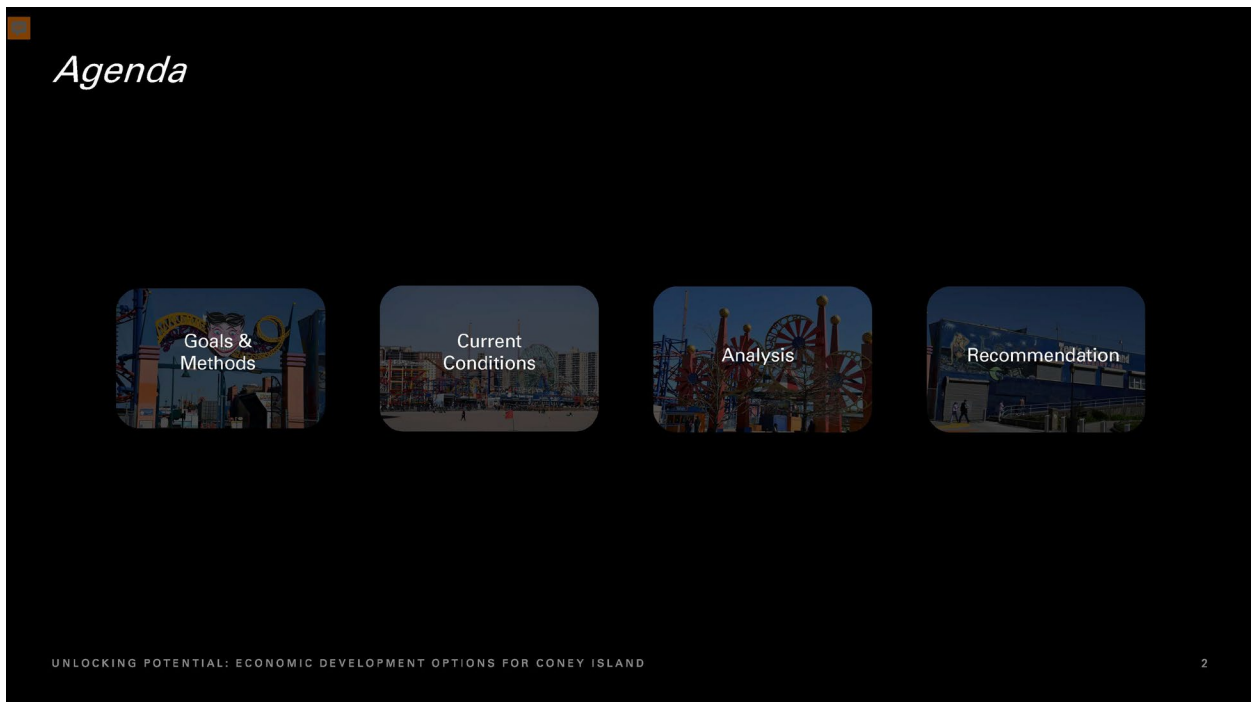 Agenda
Goals &
Methods
Current
Conditions
Analysis
Recommendation
UNLOCKING POTENTIAL: ECONOMIC DEVELOPMENT OPTIONS FOR CONEY ISLAND
2